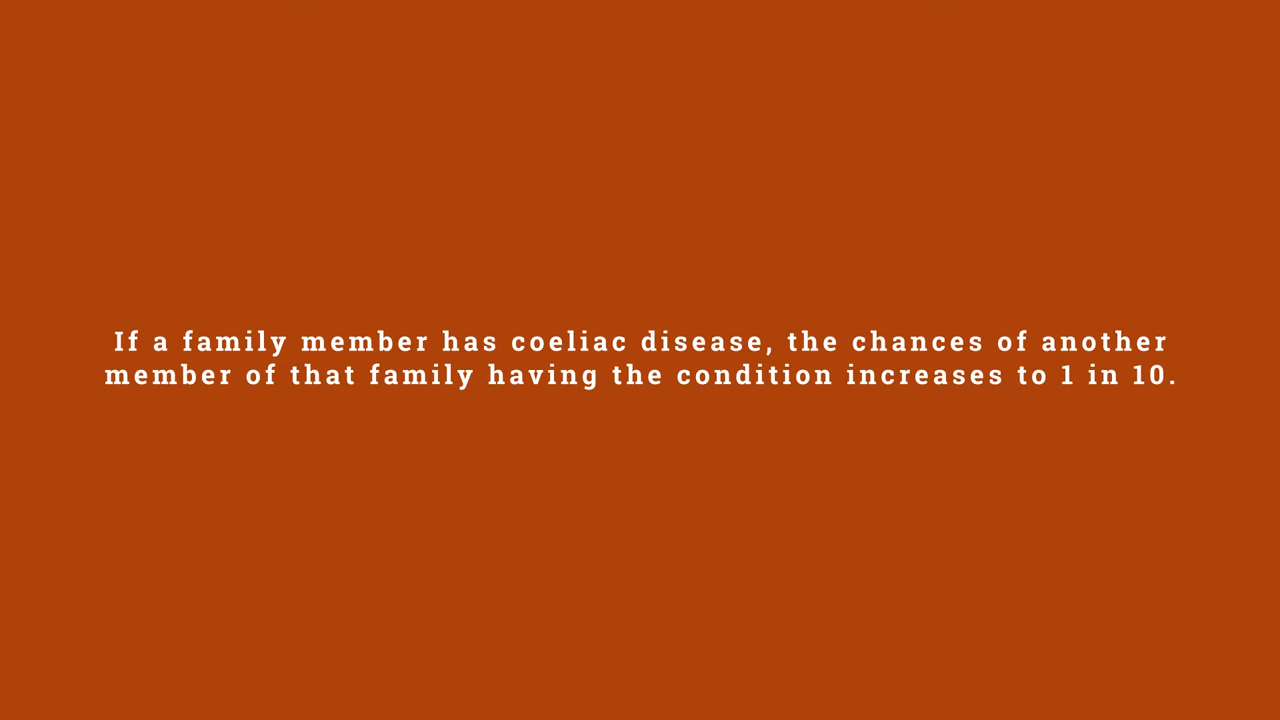 If a family member has coeliac disease, the chances of another
member of that family having the condition increases to 1 in 10.